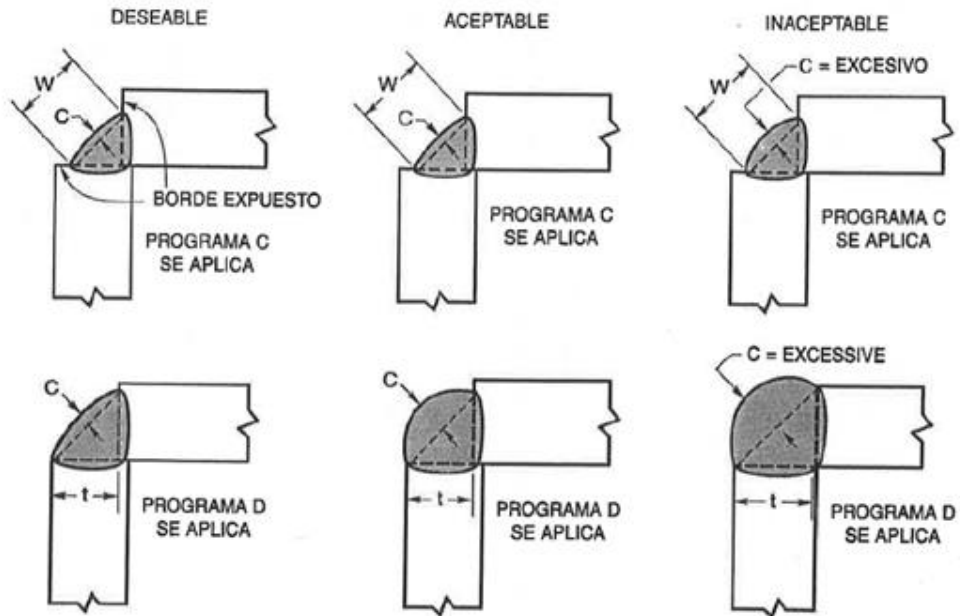 DESEABLE
ACEPTABLE
INACEPTABLE
W
C
BORDE EXPUESTO
PROGRAMA C
SE APLICA
W
C
PROGRAMA C
SE APLICA
C = EXCESIVO
W
PROGRAMA C
SE APLICA
C
t
PROGRAMA D
SE APLICA
C
t
PROGRAMA D
SE APLICA
C = EXCESSIVE
t
PROGRAMA D
SE APLICA